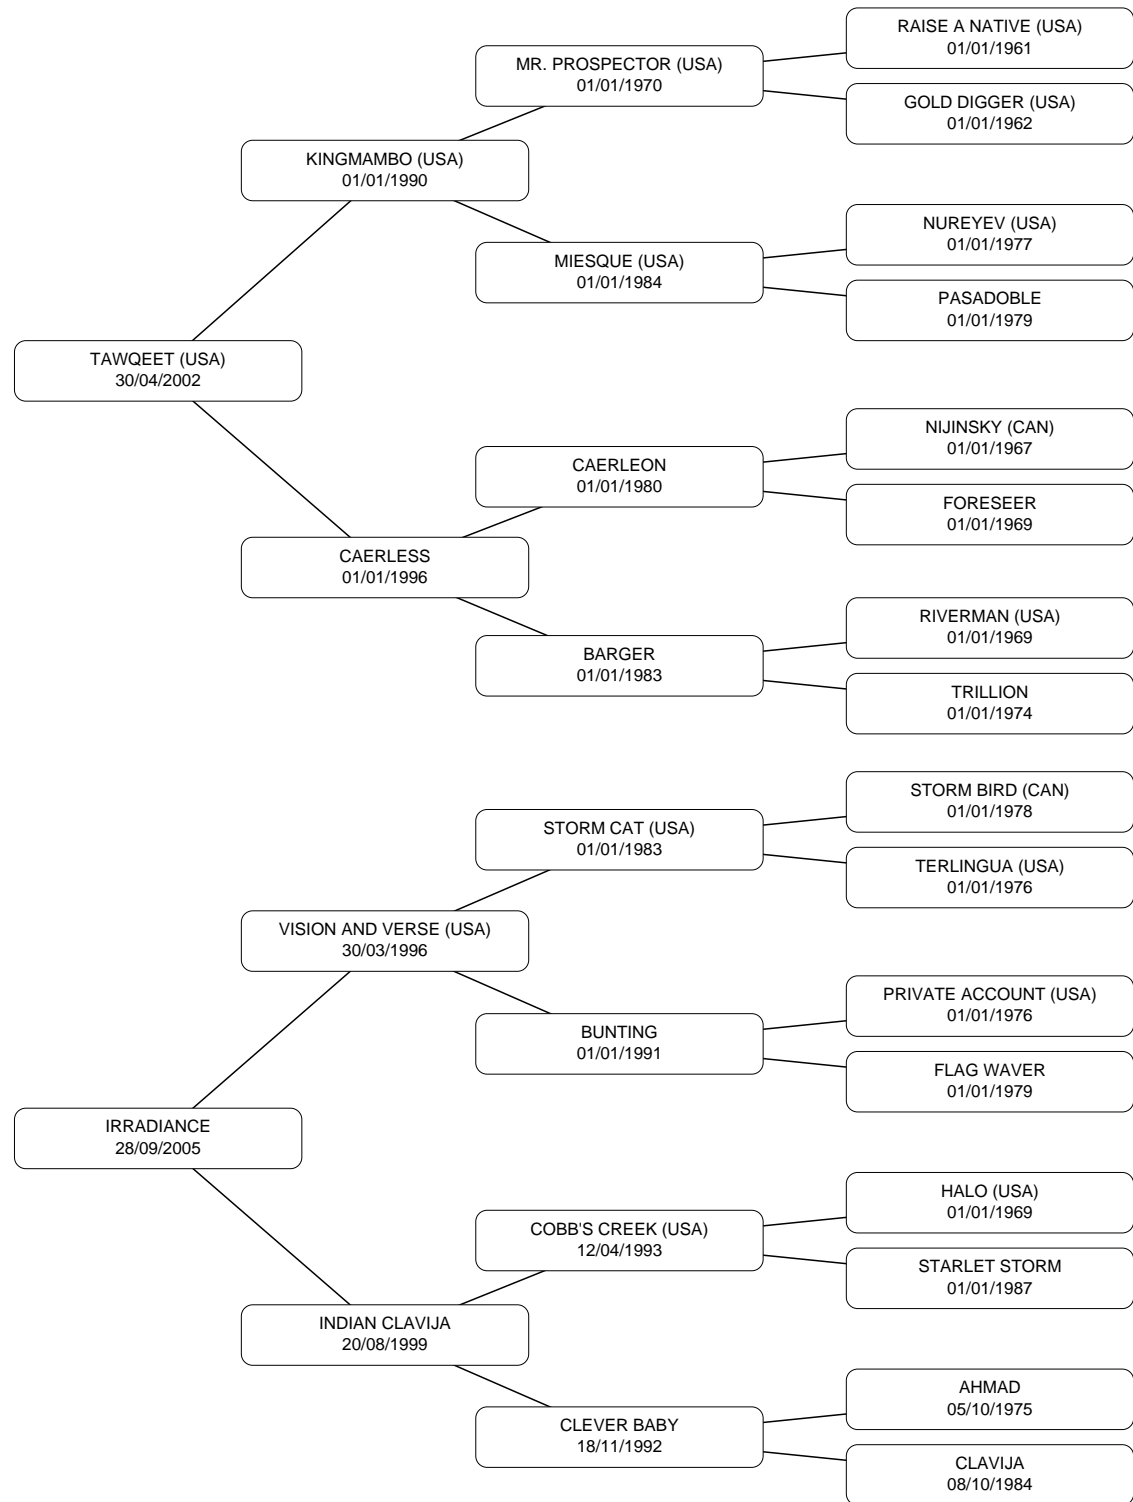 RAISE A NATIVE (USA)
01/01/1961
MR. PROSPECTOR (USA)
01/01/1970
GOLD DIGGER (USA)
01/01/1962
KINGMAMBO (USA)
01/01/1990
NUREYEV (USA)
01/01/1977
MIESQUE (USA)
01/01/1984
PASADOBLE
01/01/1979
TAWQEET (USA)
30/04/2002
NIJINSKY (CAN)
01/01/1967
CAERLEON
01/01/1980
FORESEER
01/01/1969
CAERLESS
01/01/1996
RIVERMAN (USA)
01/01/1969
BARGER
01/01/1983
TRILLION
01/01/1974
STORM BIRD (CAN)
01/01/1978
STORM CAT (USA)
01/01/1983
TERLINGUA (USA)
01/01/1976
VISION AND VERSE (USA)
30/03/1996
PRIVATE ACCOUNT (USA)
01/01/1976
BUNTING
01/01/1991
FLAG WAVER
01/01/1979
IRRADIANCE
28/09/2005
HALO (USA)
01/01/1969
COBB'S CREEK (USA)
12/04/1993
STARLET STORM
01/01/1987
INDIAN CLAVIJA
20/08/1999
AHMAD
05/10/1975
CLEVER BABY
18/11/1992
CLAVIJA
08/10/1984